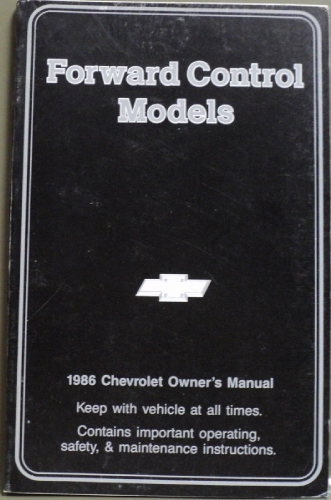 Forward Control
Models
1986 Chevrolet Owner's Manual
Keep with vehicle at all times.
Contains important operating,
safety, & maintenance instructions.